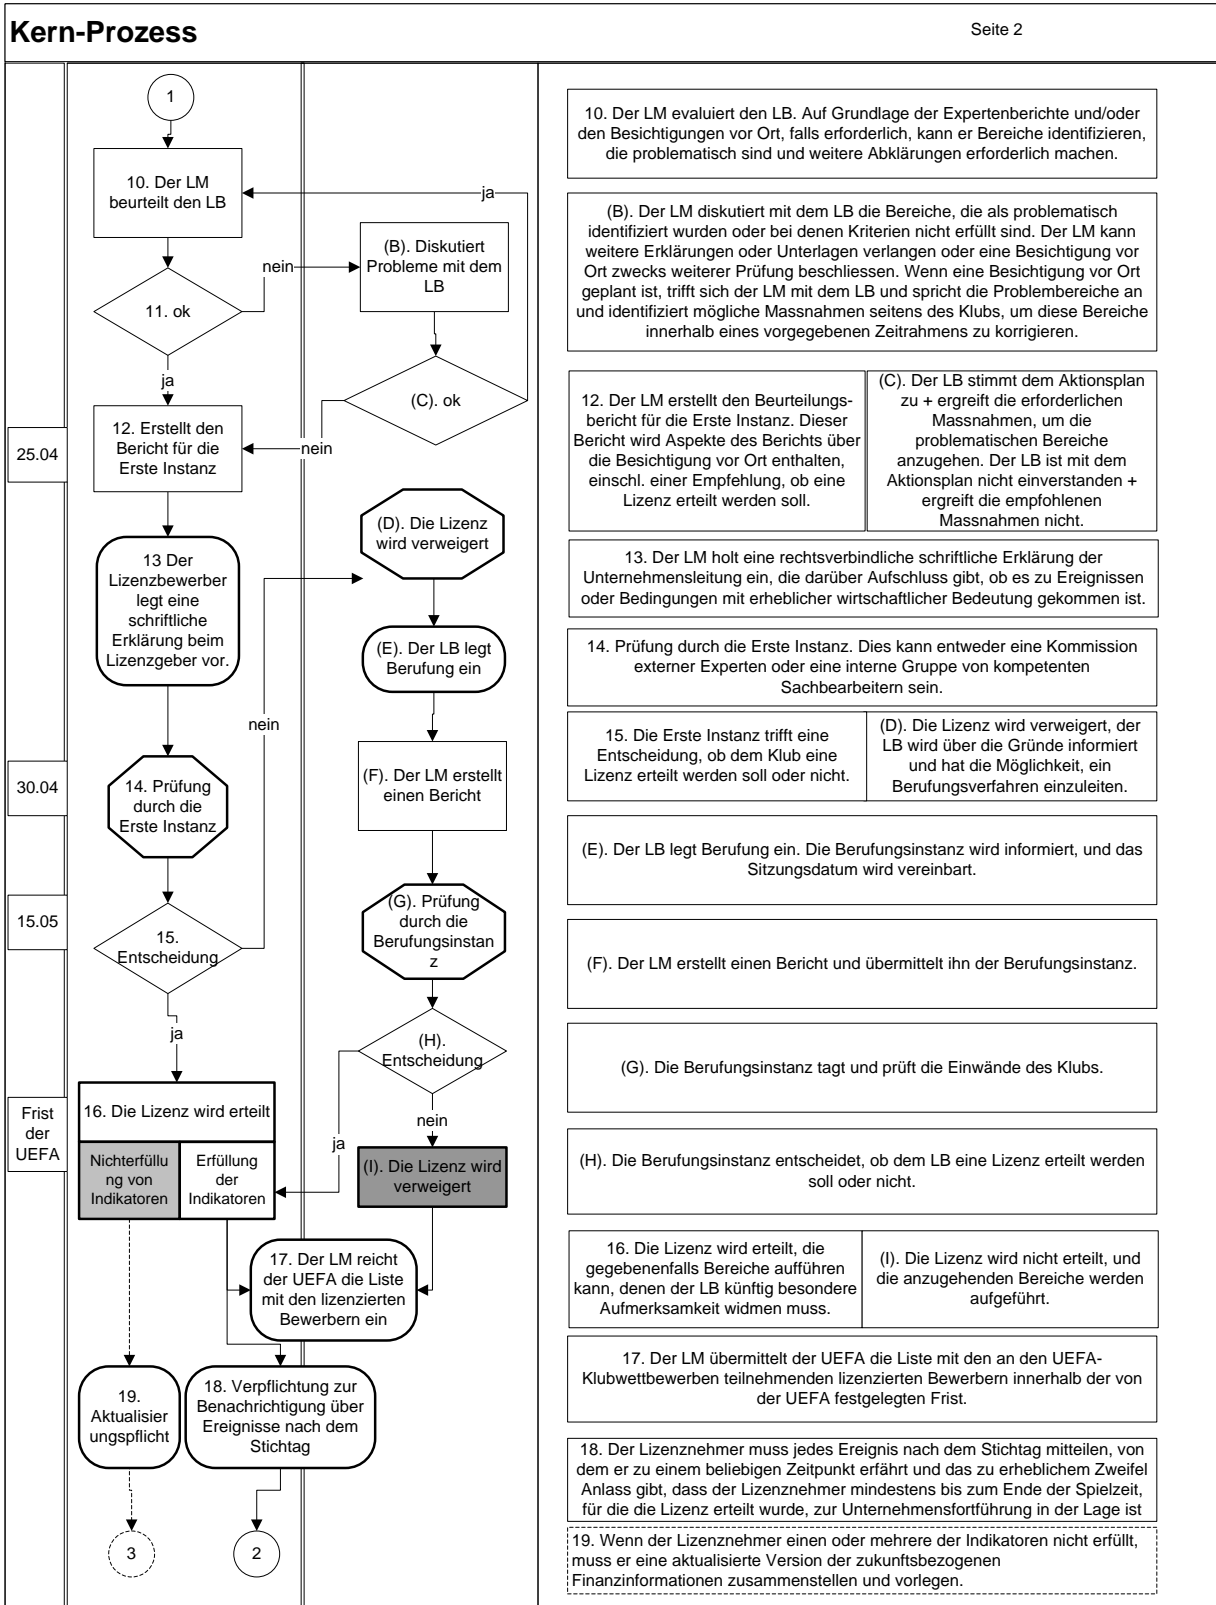 Kern-Prozess
Seite 2
1
10. Der LM
beurteilt den LB
ja
11. ok
nein
(B). Diskutiert
Probleme mit dem
LB
ja
(C). ok
nein
25.04
12. Erstellt den
Bericht für die
Erste Instanz
13 Der
Lizenzbewerber
legt eine
schriftliche
Erklärung beim
Lizenzgeber vor.
(D). Die Lizenz
wird verweigert
(E). Der LB legt
Berufung ein
nein
30.04
14. Prüfung
durch die
Erste Instanz
(F). Der LM erstellt
einen Bericht
15.05
15.
Entscheidung
(G). Prüfung
durch die
Berufungsinstan
z
ja
(H).
Entscheidung
Frist
der
UEFA
16. Die Lizenz wird erteilt
Nichterfüllu
ng von
Indikatoren
Erfüllung
der
Indikatoren
ja
nein
(I). Die Lizenz wird
verweigert
17. Der LM reicht
der UEFA die Liste
mit den lizenzierten
Bewerbern ein
19.
Aktualisier
ungspflicht
18. Verpflichtung zur
Benachrichtigung über
Ereignisse nach dem
Stichtag
3
2
10. Der LM evaluiert den LB. Auf Grundlage der Expertenberichte und/oder
den Besichtigungen vor Ort, falls erforderlich, kann er Bereiche identifizieren,
die problematisch sind und weitere Abklärungen erforderlich machen.
(B). Der LM diskutiert mit dem LB die Bereiche, die als problematisch
identifiziert wurden oder bei denen Kriterien nicht erfüllt sind. Der LM kann
weitere Erklärungen oder Unterlagen verlangen oder eine Besichtigung vor
Ort zwecks weiterer Prüfung beschliessen. Wenn eine Besichtigung vor Ort
geplant ist, trifft sich der LM mit dem LB und spricht die Problembereiche an
und identifiziert mögliche Massnahmen seitens des Klubs, um diese Bereiche
innerhalb eines vorgegebenen Zeitrahmens zu korrigieren.
12. Der LM erstellt den Beurteilungs-
bericht für die Erste Instanz. Dieser
Bericht wird Aspekte des Berichts über
die Besichtigung vor Ort enthalten,
einschl. einer Empfehlung, ob eine
Lizenz erteilt werden soll.
(C). Der LB stimmt dem Aktionsplan
zu + ergreift die erforderlichen
Massnahmen, um die
problematischen Bereiche
anzugehen. Der LB ist mit dem
Aktionsplan nicht einverstanden +
ergreift die empfohlenen
Massnahmen nicht.
13. Der LM holt eine rechtsverbindliche schriftliche Erklärung der
Unternehmensleitung ein, die darüber Aufschluss gibt, ob es zu Ereignissen
oder Bedingungen mit erheblicher wirtschaftlicher Bedeutung gekommen ist.
14. Prüfung durch die Erste Instanz. Dies kann entweder eine Kommission
externer Experten oder eine interne Gruppe von kompetenten
Sachbearbeitern sein.
15. Die Erste Instanz trifft eine
Entscheidung, ob dem Klub eine
Lizenz erteilt werden soll oder nicht.
(D). Die Lizenz wird verweigert, der
LB wird über die Gründe informiert
und hat die Möglichkeit, ein
Berufungsverfahren einzuleiten.
(E). Der LB legt Berufung ein. Die Berufungsinstanz wird informiert, und das
Sitzungsdatum wird vereinbart.
(F). Der LM erstellt einen Bericht und übermittelt ihn der Berufungsinstanz.
(G). Die Berufungsinstanz tagt und prüft die Einwände des Klubs.
(H). Die Berufungsinstanz entscheidet, ob dem LB eine Lizenz erteilt werden
soll oder nicht.
16. Die Lizenz wird erteilt, die
gegebenenfalls Bereiche aufführen
kann, denen der LB künftig besondere
Aufmerksamkeit widmen muss.
(I). Die Lizenz wird nicht erteilt, und
die anzugehenden Bereiche werden
aufgeführt.
17. Der LM übermittelt der UEFA die Liste mit den an den UEFA-
Klubwettbewerben teilnehmenden lizenzierten Bewerbern innerhalb der von
der UEFA festgelegten Frist.
18. Der Lizenznehmer muss jedes Ereignis nach dem Stichtag mitteilen, von
dem er zu einem beliebigen Zeitpunkt erfährt und das zu erheblichem Zweifel
Anlass gibt, dass der Lizenznehmer mindestens bis zum Ende der Spielzeit,
für die die Lizenz erteilt wurde, zur Unternehmensfortführung in der Lage ist
19. Wenn der Lizenznehmer einen oder mehrere der Indikatoren nicht erfüllt,
muss er eine aktualisierte Version der zukunftsbezogenen
Finanzinformationen zusammenstellen und vorlegen.